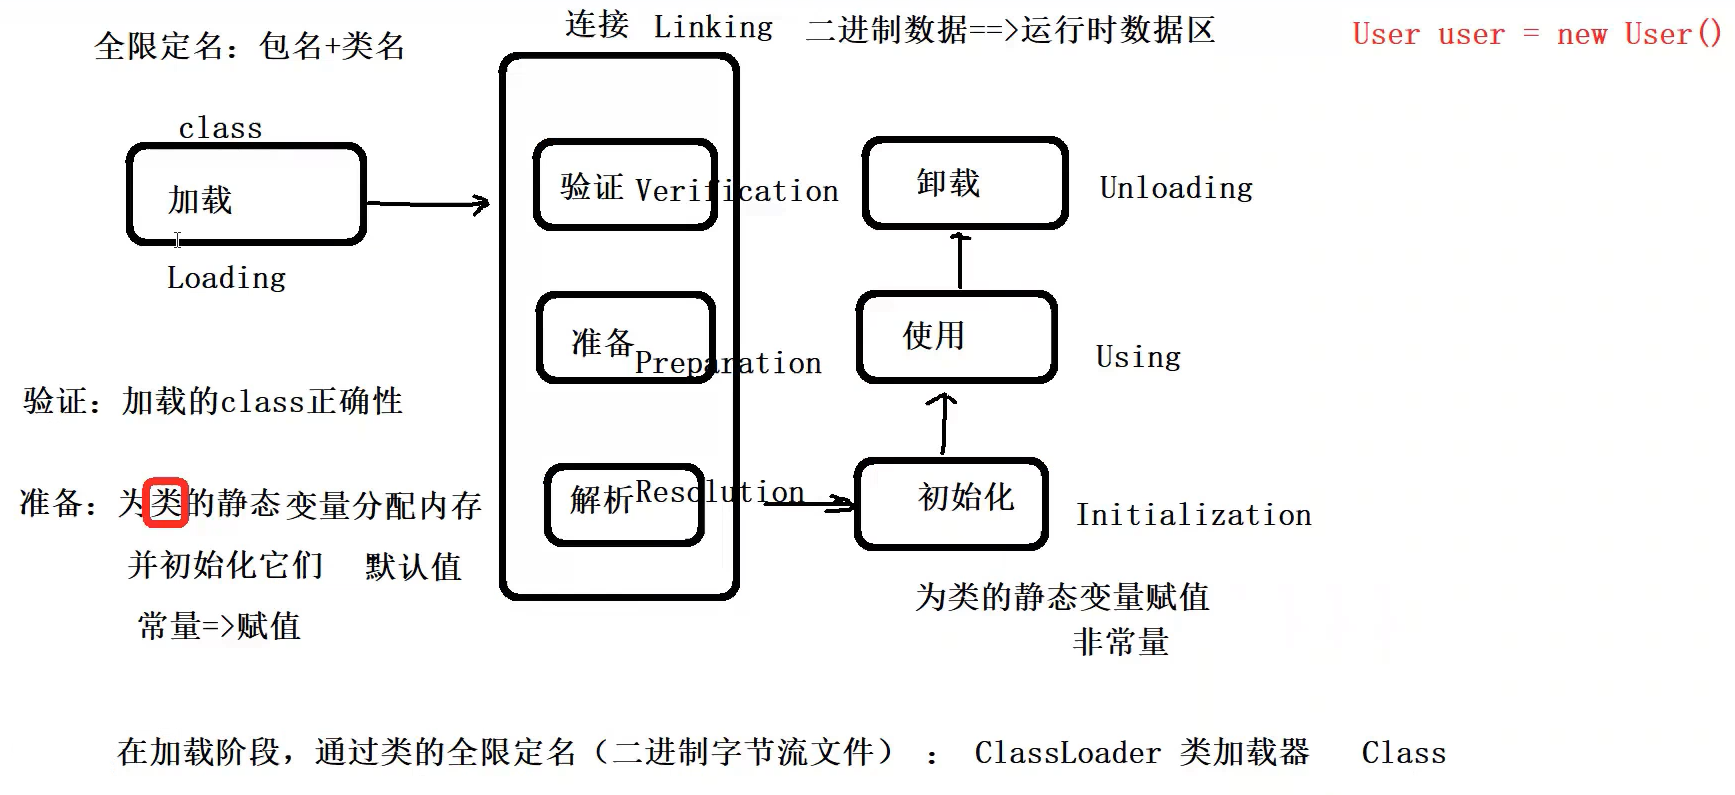 全限定名：包名+类名
连接 Linking 二进制数据==>运行时数据区
User user = new User()
class
加载
Loading
验证 Verification
准备 Preparation
解析 Resolution
卸载 Unloading
使用 Using
初始化 Initialization
为类的静态变量赋值
非常量
验证：加载的class正确性
准备：为类的静态变量分配内存
并初始化它们 默认值
常量=>赋值
在加载阶段，通过类的全限定名（二进制字节流文件） ： ClassLoader 类加载器 Class